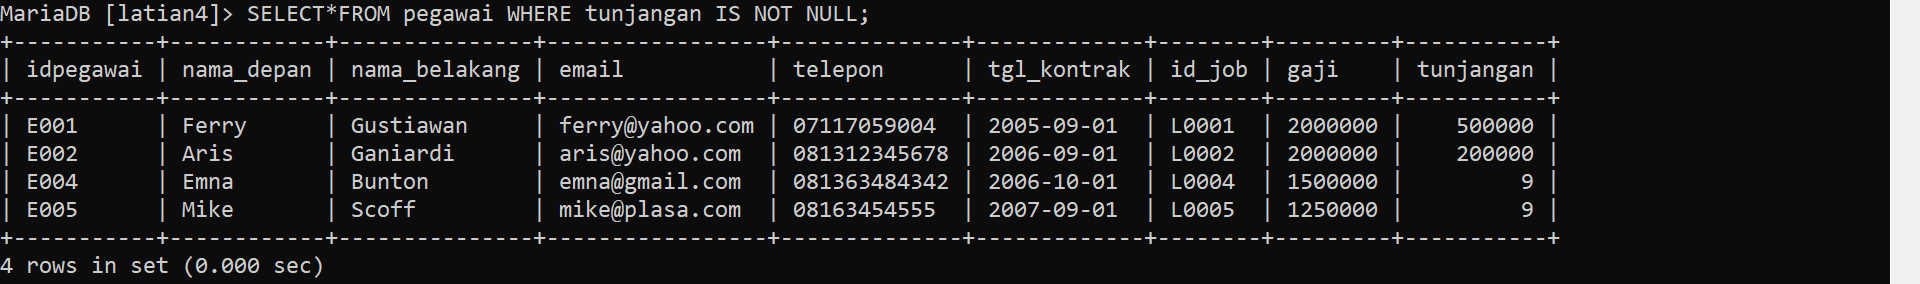 MariaDB [latian4]> SELECT*FROM pegawai WHERE tunjangan IS NOT NULL;
+-----------+------------+---------------+-----------------+--------------+-------------+--------+---------+-----------+
| idpegawai | nama_depan | nama_belakang | email           | telepon      | tgl_kontrak | id_job | gaji    | tunjangan |
+-----------+------------+---------------+-----------------+--------------+-------------+--------+---------+-----------+
| E001      | Ferry      | Gustiawan     | ferry@yahoo.com | 07117059004  | 2005-09-01  | L0001  | 2000000 |    500000 |
| E002      | Aris       | Ganiardi      | aris@yahoo.com  | 081312345678 | 2006-09-01  | L0002  | 2000000 |    200000 |
| E004      | Emna       | Bunton        | emna@gmail.com  | 081363484342 | 2006-10-01  | L0004  | 1500000 |         9 |
| E005      | Mike       | Scoff         | mike@plasa.com  | 08163454555  | 2007-09-01  | L0005  | 1250000 |         9 |
+-----------+------------+---------------+-----------------+--------------+-------------+--------+---------+-----------+
4 rows in set (0.000 sec)